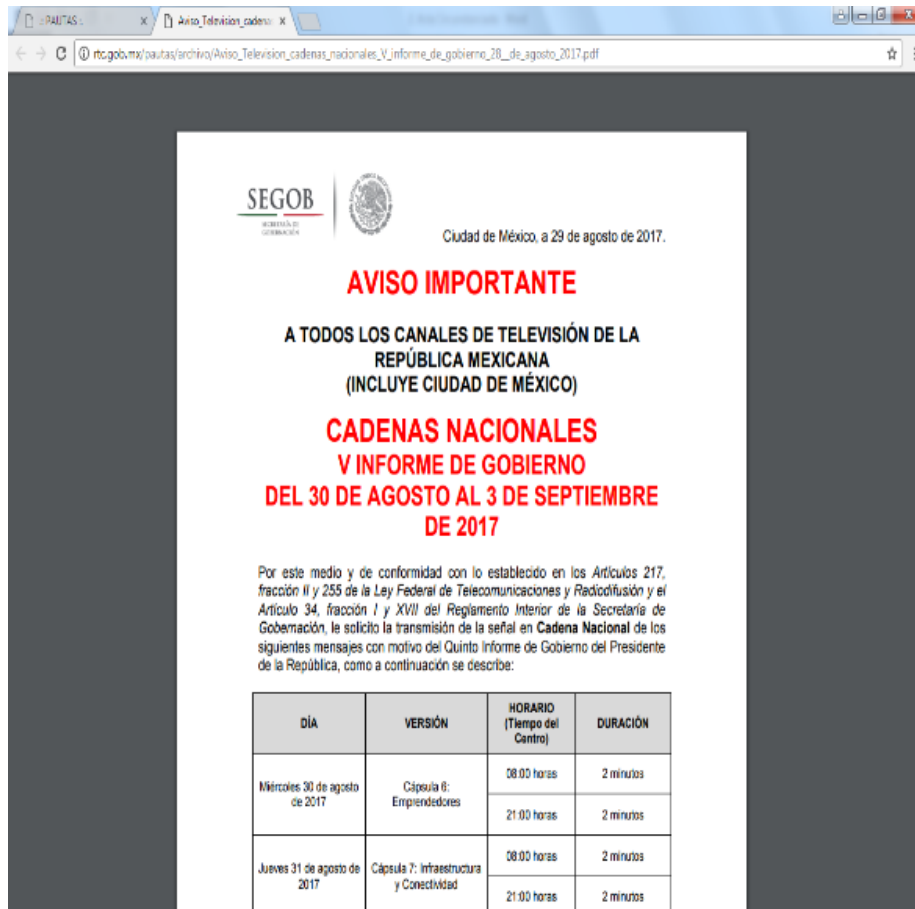 PAUTAS
Aviso_Television_cadena
rtc.gob.mx/pautas/archivo/Aviso_Television_cadenas_nacionales_V_informe_de_gobierno_28__de_agosto_2017.pdf
SEGOB
SECRETARÍA DE
GOBERNACIÓN
Ciudad de México, a 29 de agosto de 2017.
AVISO IMPORTANTE
A TODOS LOS CANALES DE TELEVISIÓN DE LA
REPÚBLICA MEXICANA
(INCLUYE CIUDAD DE MÉXICO)
CADENAS NACIONALES
V INFORME DE GOBIERNO
DEL 30 DE AGOSTO AL 3 DE SEPTIEMBRE
DE 2017
Por este medio y de conformidad con lo establecido en los Artículos 217,
fracción II y 255 de la Ley Federal de Telecomunicaciones y Radiodifusión y el
Artículo 34, fracción I y XVII del Reglamento Interior de la Secretaría de
Gobernación, le solicito la transmisión de la señal en Cadena Nacional de los
siguientes mensajes con motivo del Quinto Informe de Gobierno del Presidente
de la República, como a continuación se describe:
DÍA VERSIÓN HORARIO (Tiempo del Centro) DURACIÓN
Miércoles 30 de agosto de 2017 Cápsula 6: Emprendedores 08:00 horas 2 minutos
21:00 horas 2 minutos
Jueves 31 de agosto de 2017 Cápsula 7: Infraestructura y Conectividad 08:00 horas 2 minutos
21:00 horas 2 minutos